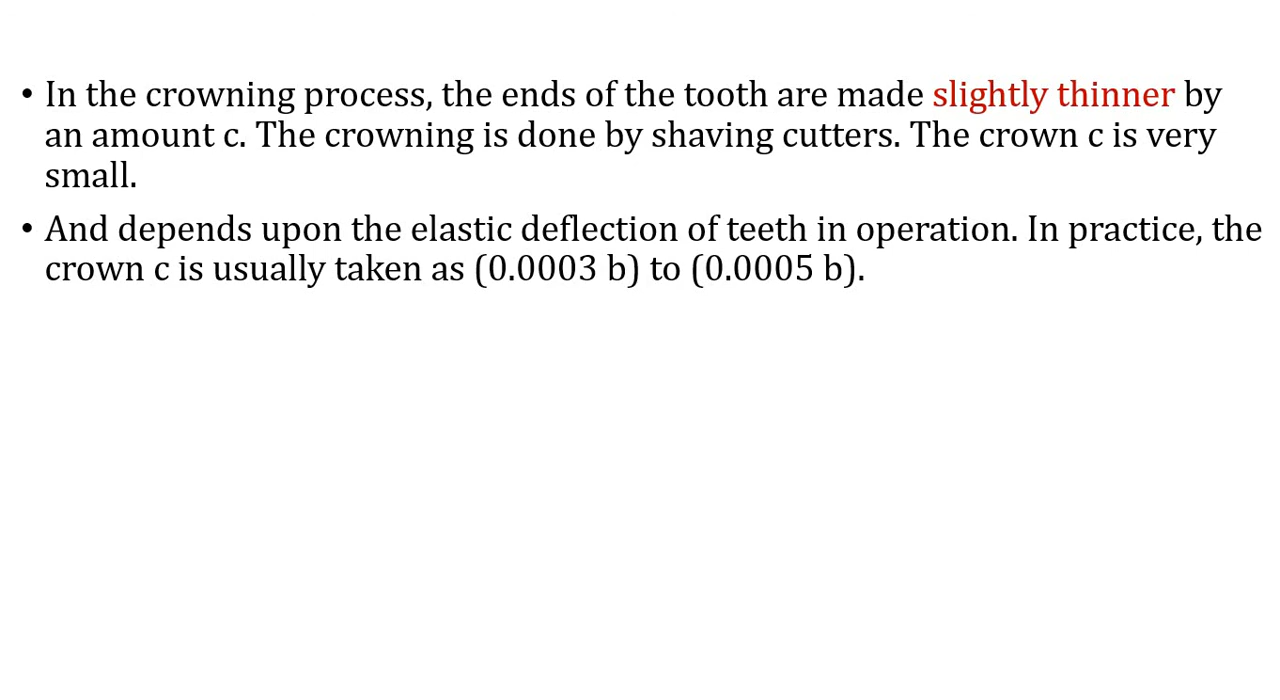 • In the crowning process, the ends of the tooth are made slightly thinner by
an amount c. The crowning is done by shaving cutters. The crown c is very
small.
• And depends upon the elastic deflection of teeth in operation. In practice, the
crown c is usually taken as (0.0003 b) to (0.0005 b).